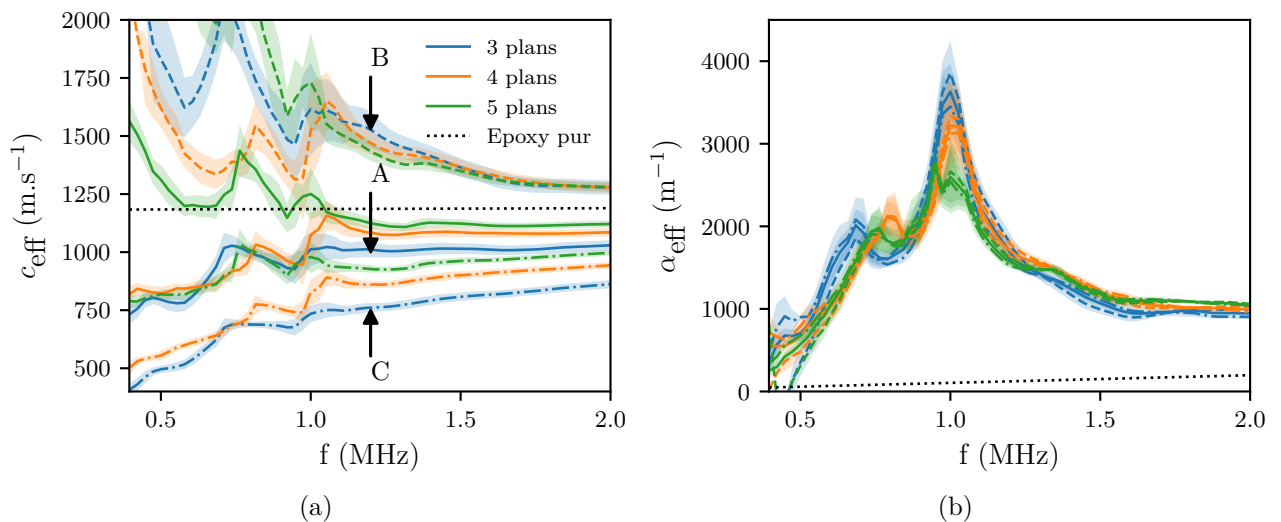 2000
1750
1500
1250
1000
750
500
c_eff (m.s⁻¹)
B
A
C
3 plans
4 plans
5 plans
Epoxy pur
0.5 1.0 1.5 2.0
f (MHz)
(a)
4000
3000
2000
1000
0
α_eff (m⁻¹)
0.5 1.0 1.5 2.0
f (MHz)
(b)